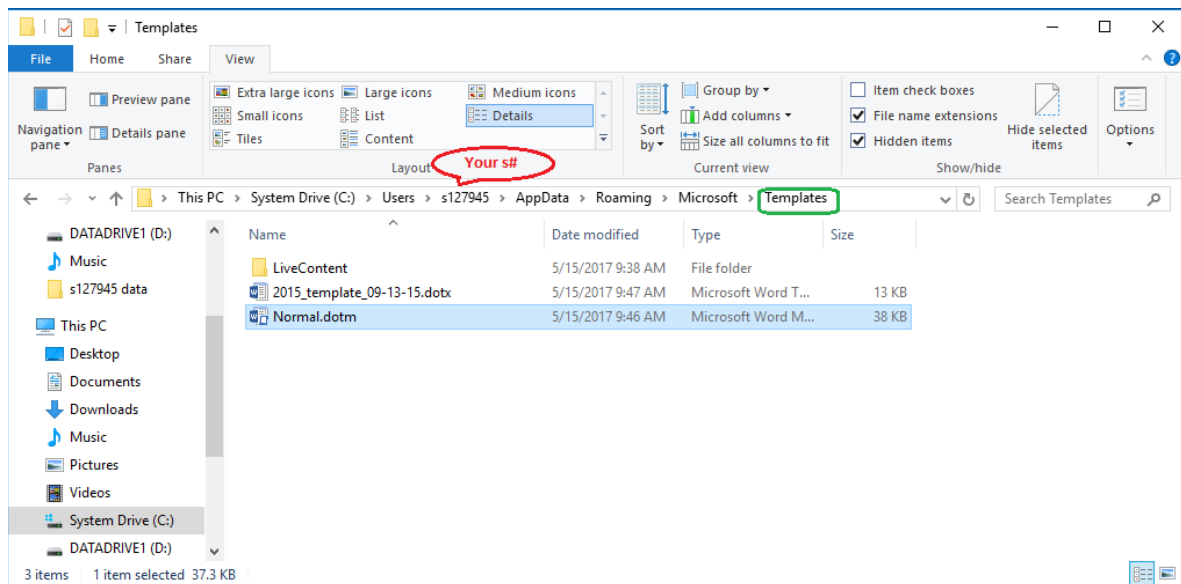 Templates
File Home Share View
Preview pane
Details pane
Navigation pane
Panes
Extra large icons Large icons Medium icons
Small icons List Details
Tiles Content
Layout
Your s#
Sort by
Group by
Add columns
Size all columns to fit
Current view
Item check boxes
File name extensions
Hidden items
Hide selected items
Show/hide
Options
This PC > System Drive (C:) > Users > s127945 > AppData > Roaming > Microsoft > Templates
Search Templates
DATADRIVE1 (D:)
Music
s127945 data
This PC
Desktop
Documents
Downloads
Music
Pictures
Videos
System Drive (C:)
DATADRIVE1 (D:)
Name Date modified Type Size
LiveContent 5/15/2017 9:38 AM File folder
2015_template_09-13-15.dotx 5/15/2017 9:47 AM Microsoft Word T... 13 KB
Normal.dotm 5/15/2017 9:46 AM Microsoft Word M... 38 KB
3 items 1 item selected 37.3 KB